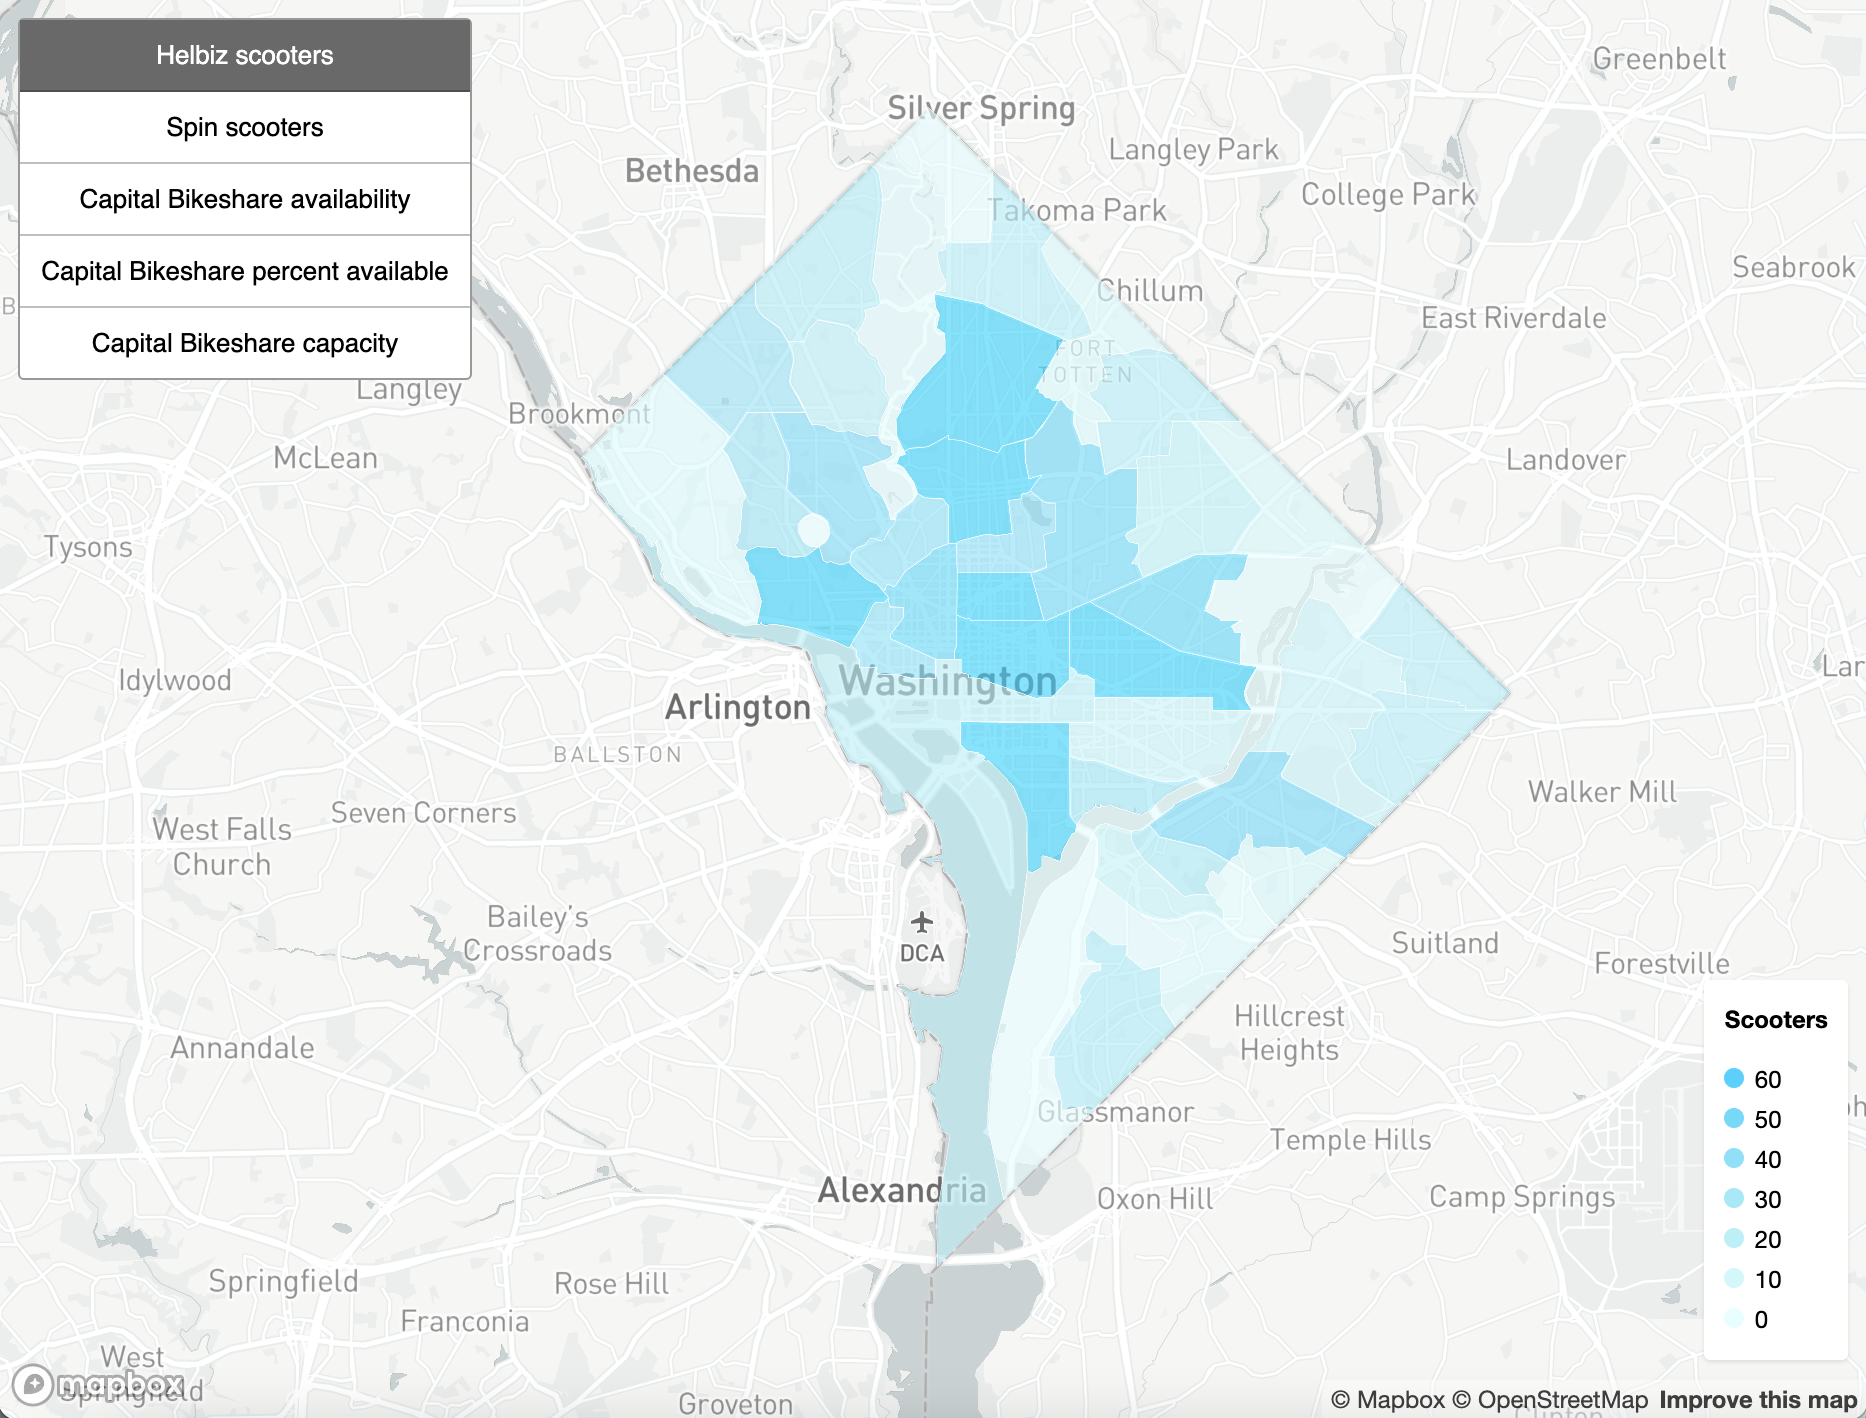 Helbiz scooters
Spin scooters
Capital Bikeshare availability
Capital Bikeshare percent available
Capital Bikeshare capacity
Greenbelt
Silver Spring
Langley Park
Bethesda
College Park
Takoma Park
Seabrook
Chillum
East Riverdale
FORT
TOTTEN
Langley
Brookmont
McLean
Landover
Tysons
Idylwood
Washington
Arlington
BALLSTON
Walker Mill
Seven Corners
West Falls
Church
Bailey's
Crossroads
DCA
Suitland
Forestville
Hillcrest
Heights
Annandale
Glassmanor
Temple Hills
Alexandria
Oxon Hill
Camp Springs
Springfield
Rose Hill
Franconia
West
Springfield
Groveton
Scooters
60
50
40
30
20
10
0
mapbox
© Mapbox © OpenStreetMap Improve this map